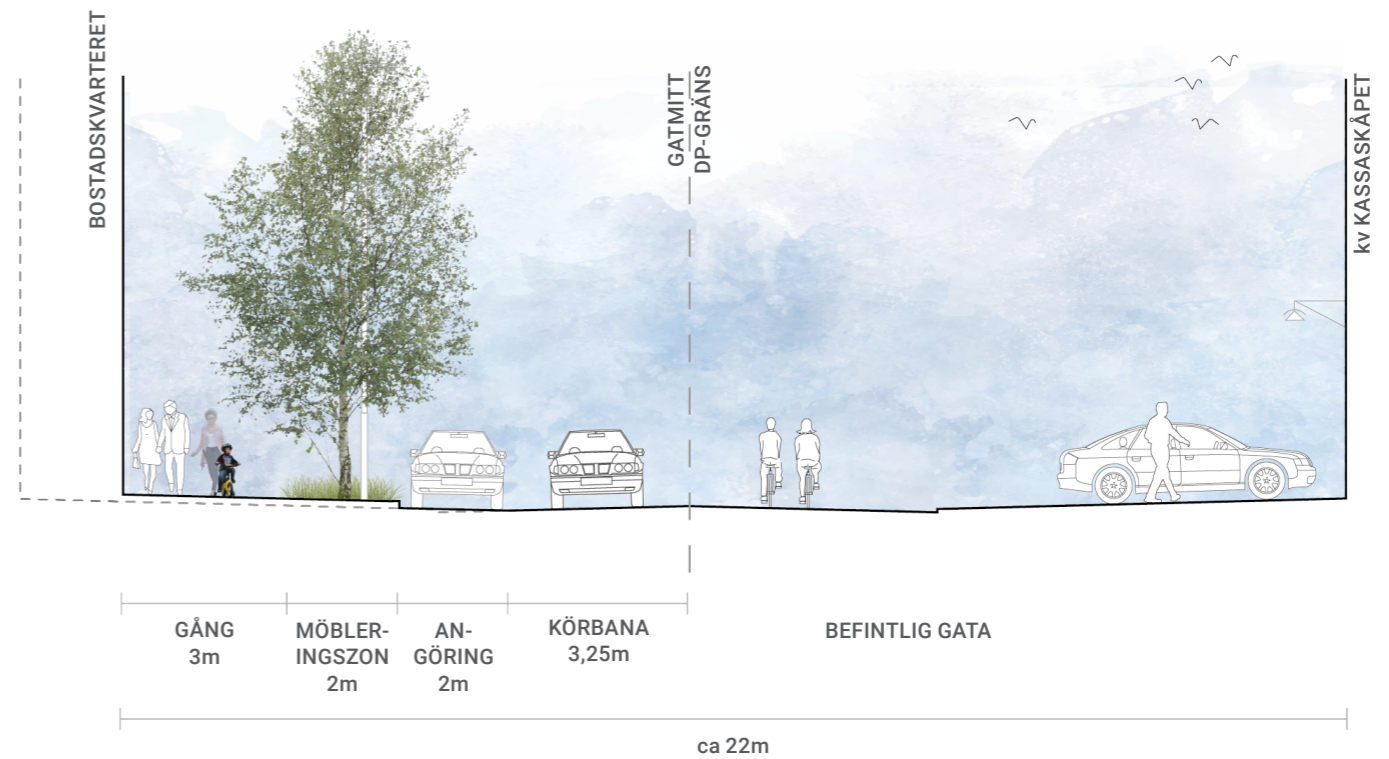 BOSTADSKVARTERET
GATMITT
DP-GRÄNS
kv KASSASKÅPET
GÅNG
3m
MÖBLER-
INGSZON
2m
AN-
GÖRING
2m
KÖRBANA
3,25m
BEFINTLIG GATA
ca 22m